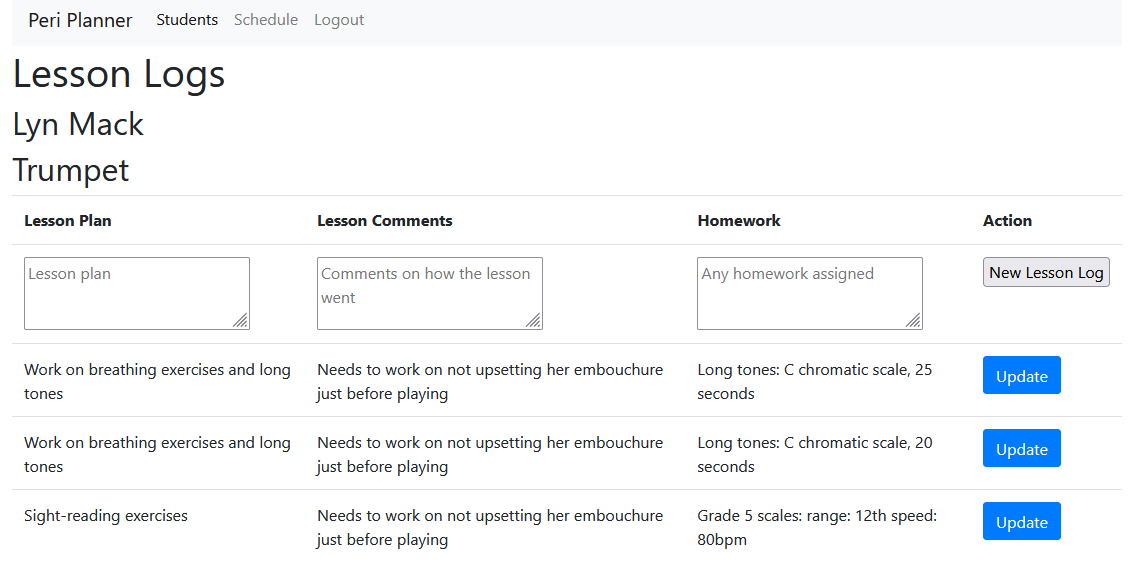 Peri Planner Students Schedule Logout
Lesson Logs
Lyn Mack
Trumpet
Lesson Plan Lesson Comments Homework Action
Lesson plan
Comments on how the lesson
went
Any homework assigned
New Lesson Log
Work on breathing exercises and long
tones
Needs to work on not upsetting her embouchure
just before playing
Long tones: C chromatic scale, 25
seconds
Update
Work on breathing exercises and long
tones
Needs to work on not upsetting her embouchure
just before playing
Long tones: C chromatic scale, 20
seconds
Update
Sight-reading exercises
Needs to work on not upsetting her embouchure
just before playing
Grade 5 scales: range: 12th speed:
80bpm
Update